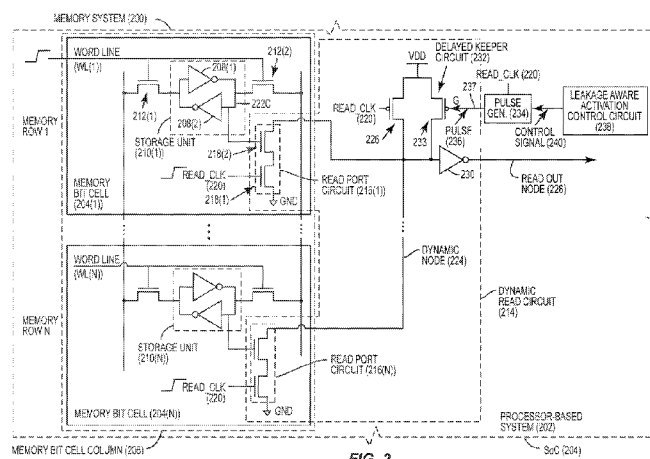 MEMORY SYSTEM (200)
WORD LINE
(WL(1))
208(1)
212(2)
DELAYED KEEPER
CIRCUIT (232)
VDD
READ_CLK (220)
237
G
PULSE
GEN. (234)
LEAKAGE AWARE
ACTIVATION
CONTROL CIRCUIT
(238)
222C
READ_CLK
(220)
226
233
PULSE
(236)
CONTROL
SIGNAL (240)
MEMORY
ROW 1
212(1)
208(2)
STORAGE UNIT
(210(1))
218(2)
READ_CLK
(220)
218(1)
READ PORT
CIRCUIT (216(1))
GND
230
READ OUT
NODE (226)
MEMORY
BIT CELL
(204(1))
DYNAMIC
NODE (224)
WORD LINE
(WL(N))
DYNAMIC
READ CIRCUIT
(214)
MEMORY
ROW N
STORAGE UNIT
(210(N))
READ PORT
CIRCUIT (216(N))
READ_CLK
(220)
GND
MEMORY BIT CELL (204(N))
PROCESSOR-BASED
SYSTEM (202)
MEMORY BIT CELL COLUMN (206)
FIG. 2
SoC (204)